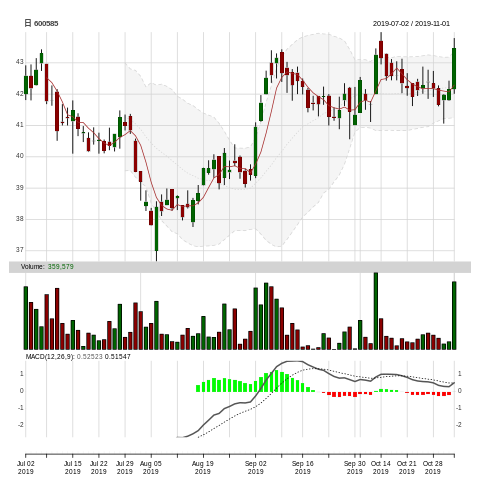 日 600585 2019-07-02 / 2019-11-01
43
42
41
40
39
38
37
Volume: 359,579
MACD(12,26,9): 0.52523 0.51547
1 1
0 0
-1 -1
-2 -2
Jul 02 Jul 15 Jul 22 Jul 29 Aug 05 Aug 19 Sep 02 Sep 16 Sep 30 Oct 14 Oct 21 Oct 28
2019 2019 2019 2019 2019 2019 2019 2019 2019 2019 2019 2019